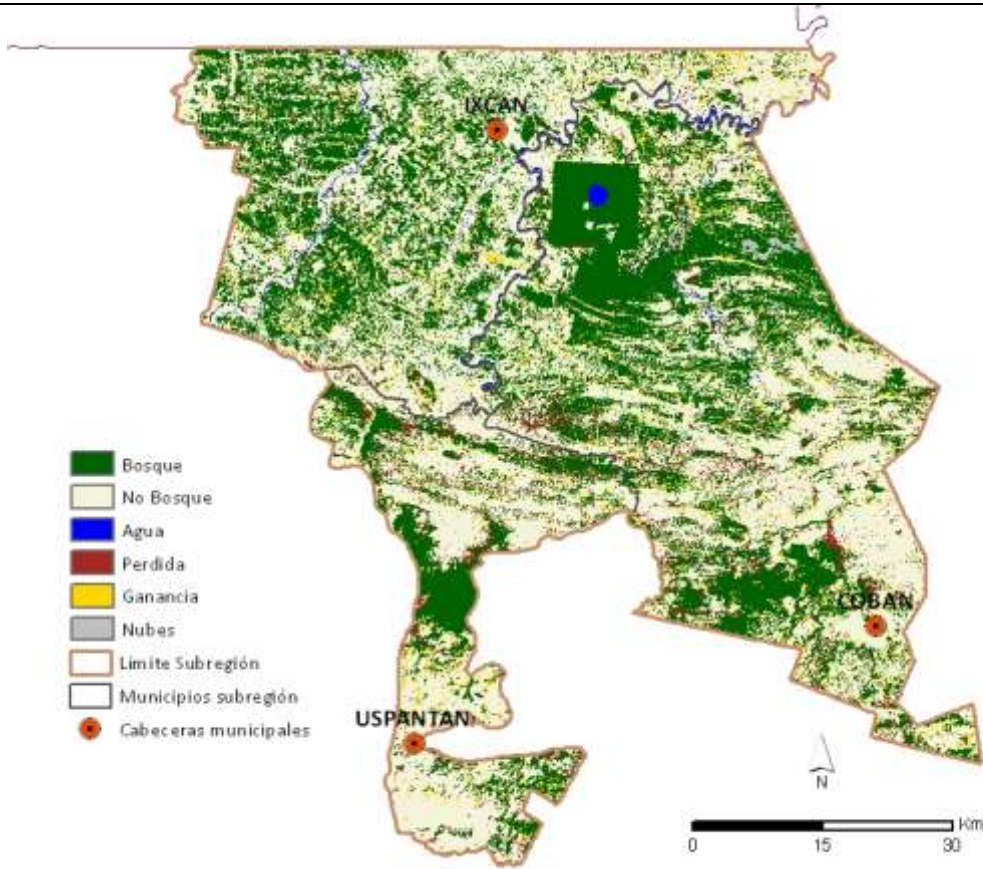 IXCAN
Bosque
No Bosque
Agua
Perdida
Ganancia
Nubes
Limite Subregión
Municipios subregión
Cabeceras municipales
COBAN
USPANTAN
N
Km
0 15 30